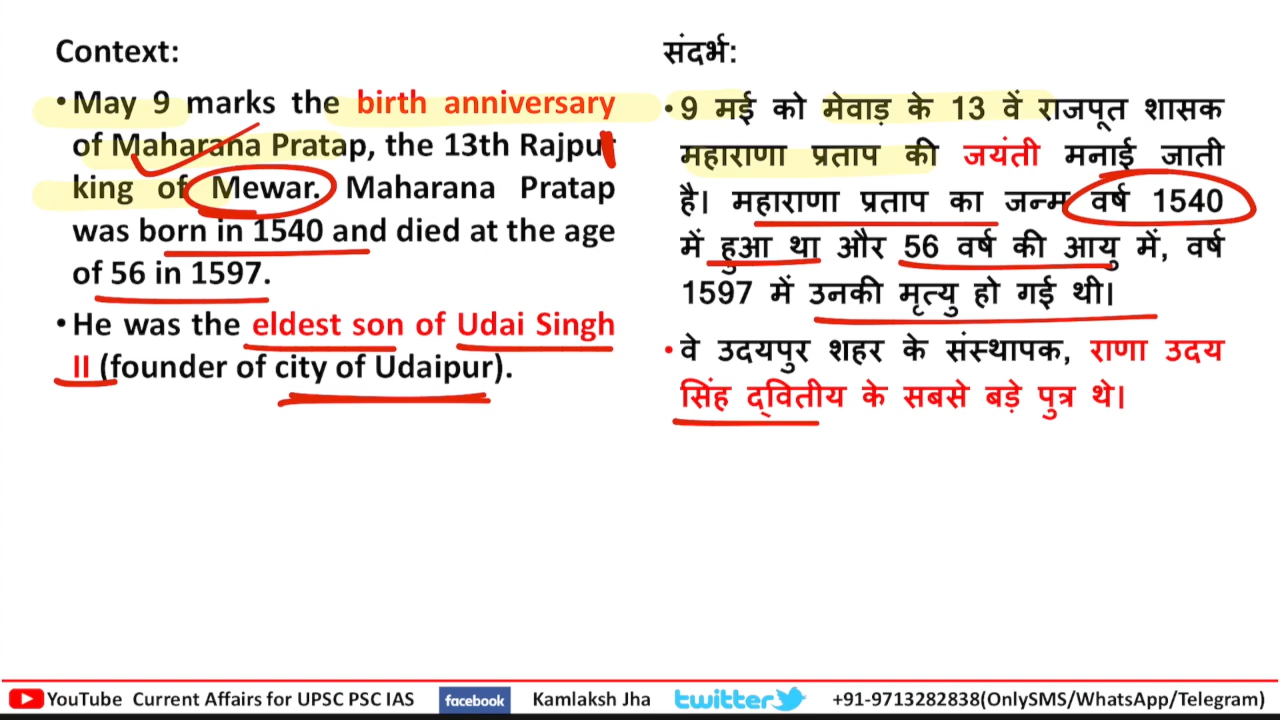 Context:
•May 9 marks the birth anniversary
of Maharana Pratap, the 13th Rajput
king of Mewar. Maharana Pratap
was born in 1540 and died at the age
of 56 in 1597.
•He was the eldest son of Udai Singh
II (founder of city of Udaipur).
संदर्भ:
•9 मई को मेवाड़ के 13 वें राजपूत शासक
महाराणा प्रताप की जयंती मनाई जाती
है। महाराणा प्रताप का जन्म वर्ष 1540
में हुआ था और 56 वर्ष की आयु में, वर्ष
1597 में उनकी मृत्यु हो गई थी।
•वे उदयपुर शहर के संस्थापक, राणा उदय
सिंह द्वितीय के सबसे बड़े पुत्र थे।
YouTube Current Affairs for UPSC PSC IAS facebook Kamlaksh Jha twitter +91-9713282838(OnlySMS/WhatsApp/Telegram)